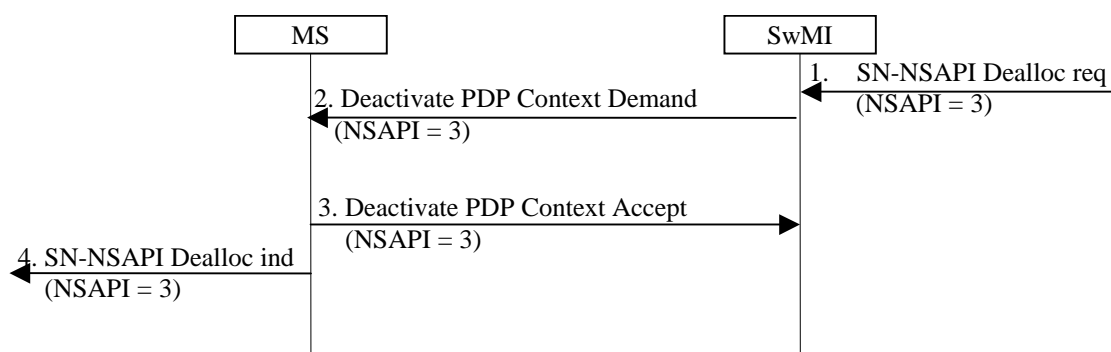 MS
SwMI
1. SN-NSAPI Dealloc req
(NSAPI = 3)
2. Deactivate PDP Context Demand
(NSAPI = 3)
3. Deactivate PDP Context Accept
(NSAPI = 3)
4. SN-NSAPI Dealloc ind
(NSAPI = 3)